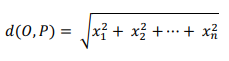 d(O, P) = √(x₁² + x₂² + ⋯ + xₙ²)